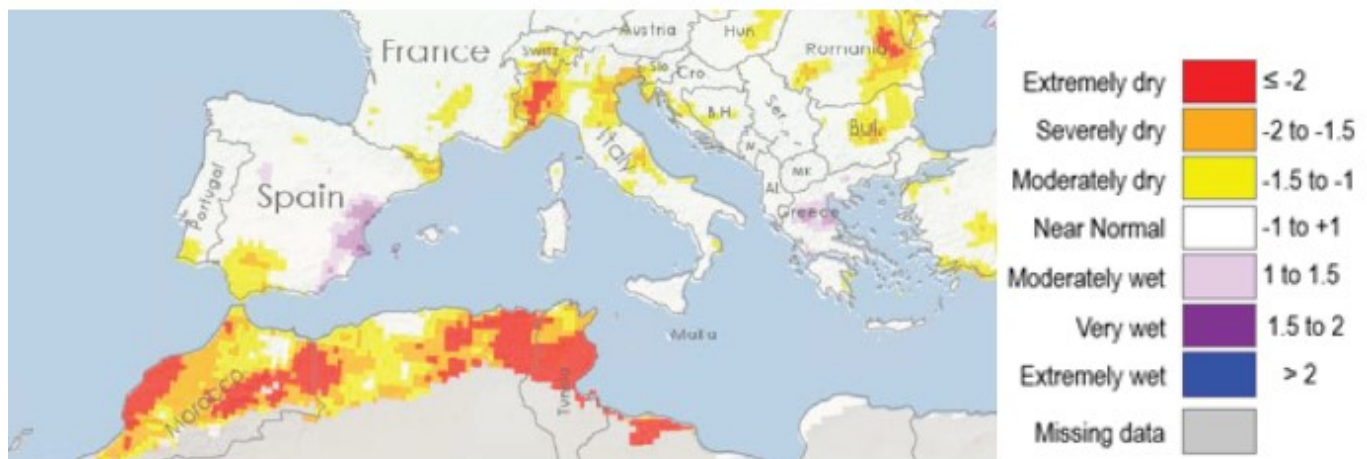 Austria
Hun.
France
Switz
Romania
Slo
Cro
B.H.
Ser
Bul.
Italy
M.
MK
Al
Portugal
Spain
Greece
Malta
Morocco
Tunisia
Extremely dry ≤ -2
Severely dry -2 to -1.5
Moderately dry -1.5 to -1
Near Normal -1 to +1
Moderately wet 1 to 1.5
Very wet 1.5 to 2
Extremely wet > 2
Missing data